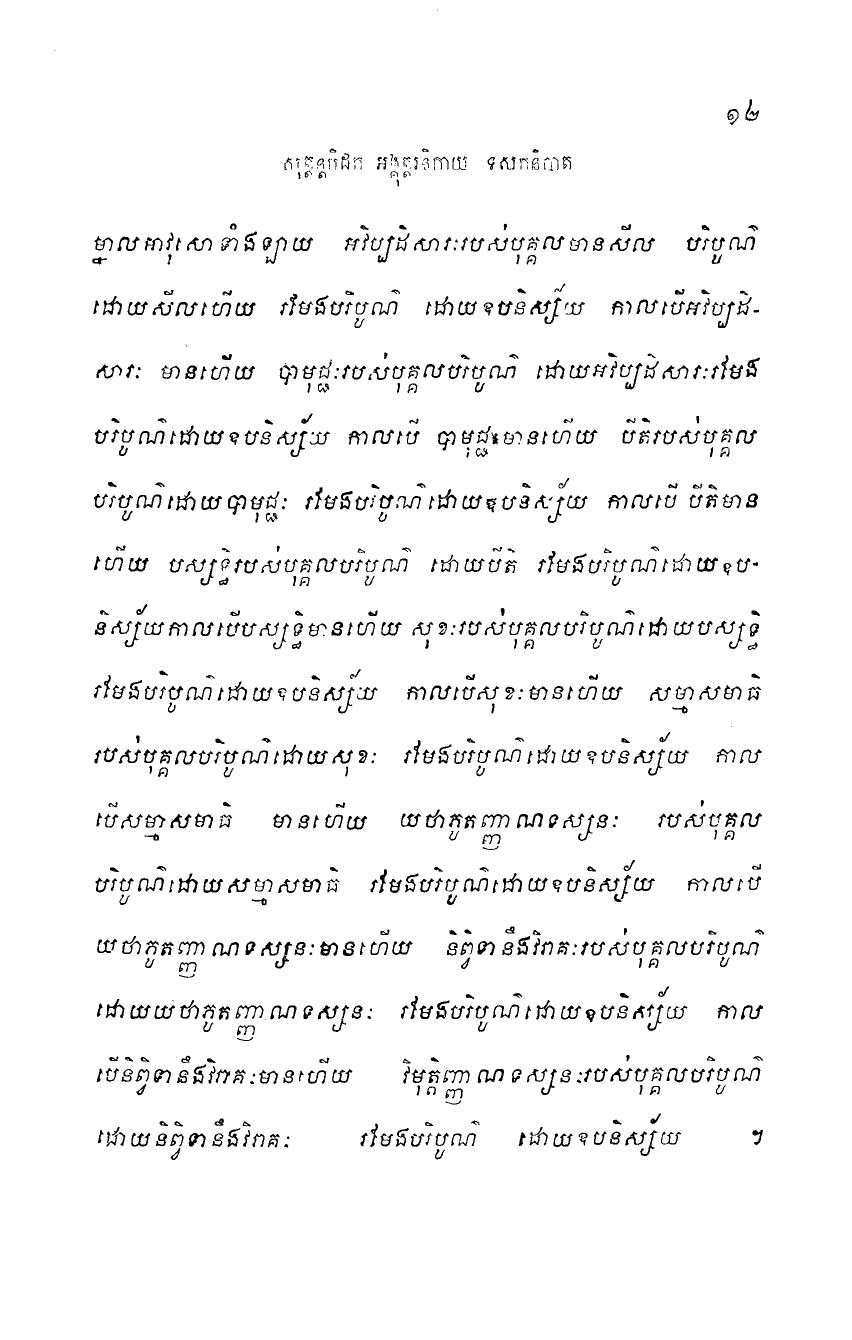 ១២
សុត្តន្តបិដក អង្គុត្តរនិកាយ ទសកនិបាត
ម្នាលអាវុសោទាំងឡាយ អវិប្បដិសារៈរបស់បុគ្គលមានសីល បរិបូណ៌
ដោយសីលហើយ រមែងបរិបូណ៌ ដោយឧបនិស្ស័យ កាលបើអវិប្បដិ-
សារៈ មានហើយ បាមុជ្ជៈរបស់បុគ្គលបរិបូណ៌ ដោយអវិប្បដិសារៈរមែង
បរិបូណ៌ដោយឧបនិស្ស័យ កាលបើ បាមុជ្ជៈមានហើយ បីតិរបស់បុគ្គល
បរិបូណ៌ដោយបាមុជ្ជៈ រមែងបរិបូណ៌ដោយឧបនិស្ស័យ កាលបើ បីតិមាន
ហើយ បស្សទ្ធិរបស់បុគ្គលបរិបូណ៌ ដោយបីតិ រមែងបរិបូណ៌ដោយឧប-
និស្ស័យកាលបើបស្សទ្ធិមានហើយ សុខៈរបស់បុគ្គលបរិបូណ៌ដោយបស្សទ្ធិ
រមែងបរិបូណ៌ដោយឧបនិស្ស័យ កាលបើសុខៈមានហើយ សម្មាសមាធិ
របស់បុគ្គលបរិបូណ៌ដោយសុខៈ រមែងបរិបូណ៌ដោយឧបនិស្ស័យ កាល
បើសម្មាសមាធិ មានហើយ យថាភូតញ្ញាណទស្សនៈ របស់បុគ្គល
បរិបូណ៌ដោយសម្មាសមាធិ រមែងបរិបូណ៌ដោយឧបនិស្ស័យ កាលបើ
យថាភូតញ្ញាណទស្សនៈមានហើយ និព្វិទានឹងវិរាគៈរបស់បុគ្គលបរិបូណ៌
ដោយយថាភូតញ្ញាណទស្សនៈ រមែងបរិបូណ៌ដោយឧបនិស្ស័យ កាល
បើនិព្វិទានឹងវិរាគៈមានហើយ វិមុត្តិញ្ញាណទស្សនៈរបស់បុគ្គលបរិបូណ៌
ដោយនិព្វិទានឹងវិរាគៈ រមែងបរិបូណ៌ ដោយឧបនិស្ស័យ ៗ